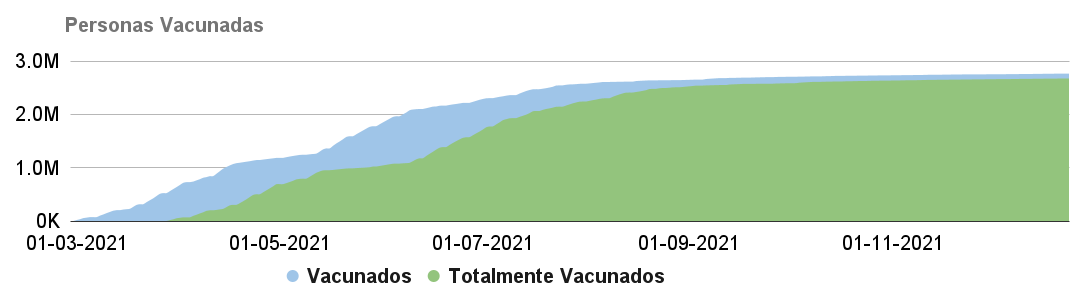 Personas Vacunadas
3.0M
2.0M
1.0M
0K
01-03-2021 01-05-2021 01-07-2021 01-09-2021 01-11-2021
Vacunados Totalmente Vacunados